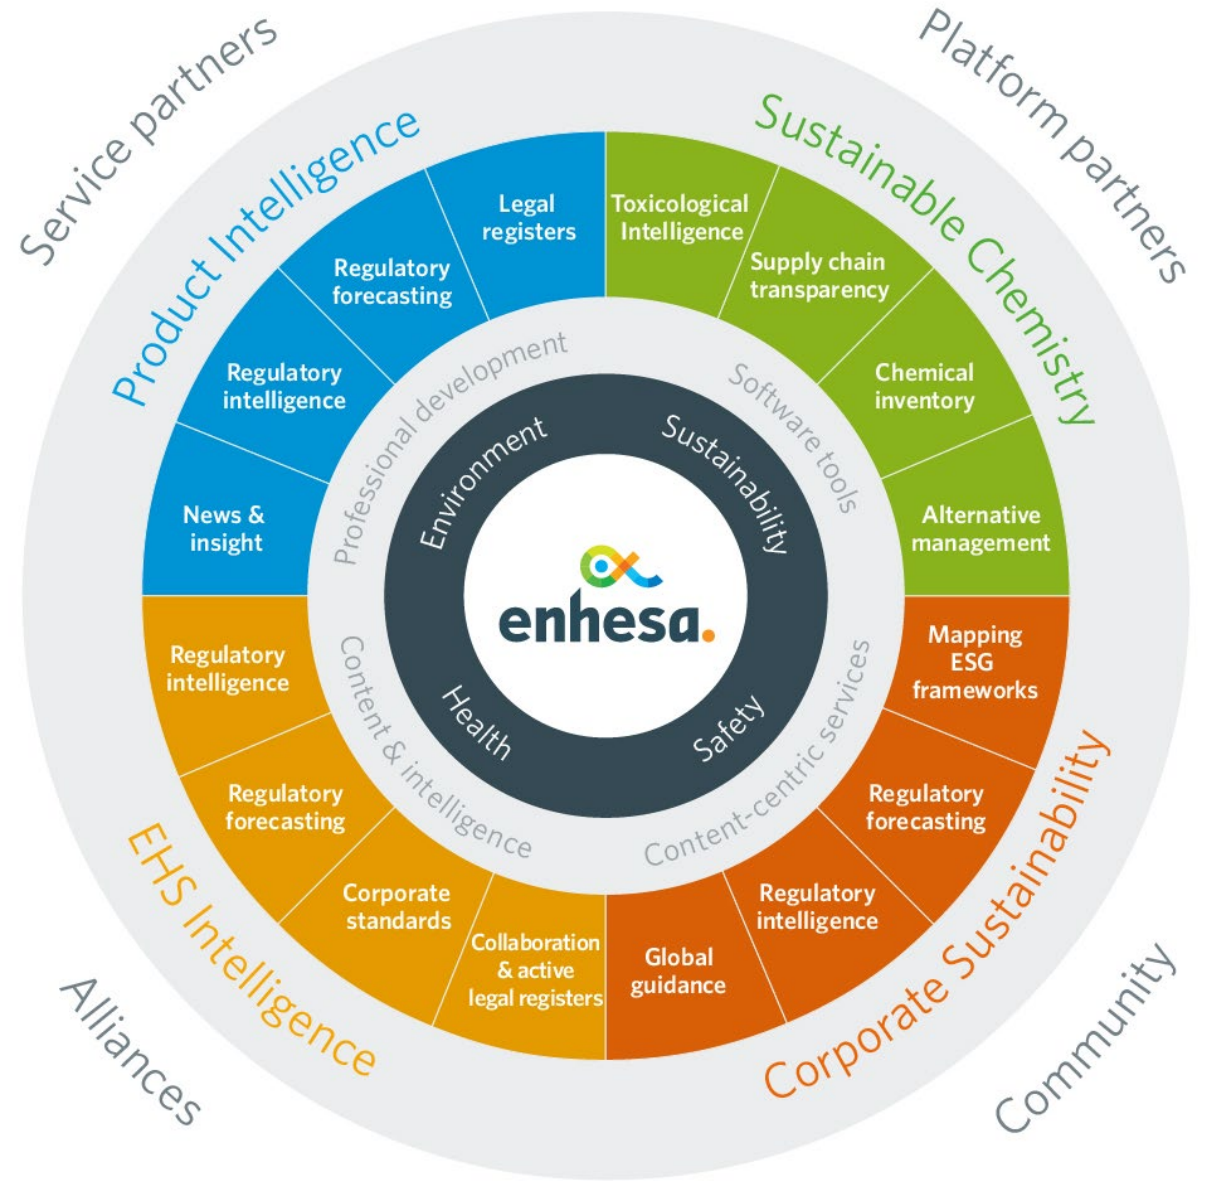 Service partners
Platform partners
Product Intelligence
Sustainable Chemistry
Legal
registers
Toxicological
Intelligence
Regulatory
forecasting
Supply chain
transparency
Regulatory
intelligence
Chemical
inventory
News &
insight
Alternative
management
Professional development
Software tools
Environment
Sustainability
enhesa.
Health
Safety
Content & intelligence
Content-centric services
Regulatory
intelligence
Mapping
ESG
frameworks
Regulatory
forecasting
Regulatory
forecasting
Corporate
standards
Regulatory
intelligence
Collaboration
& active
legal registers
Global
guidance
EHS Intelligence
Corporate Sustainability
Alliances
Community